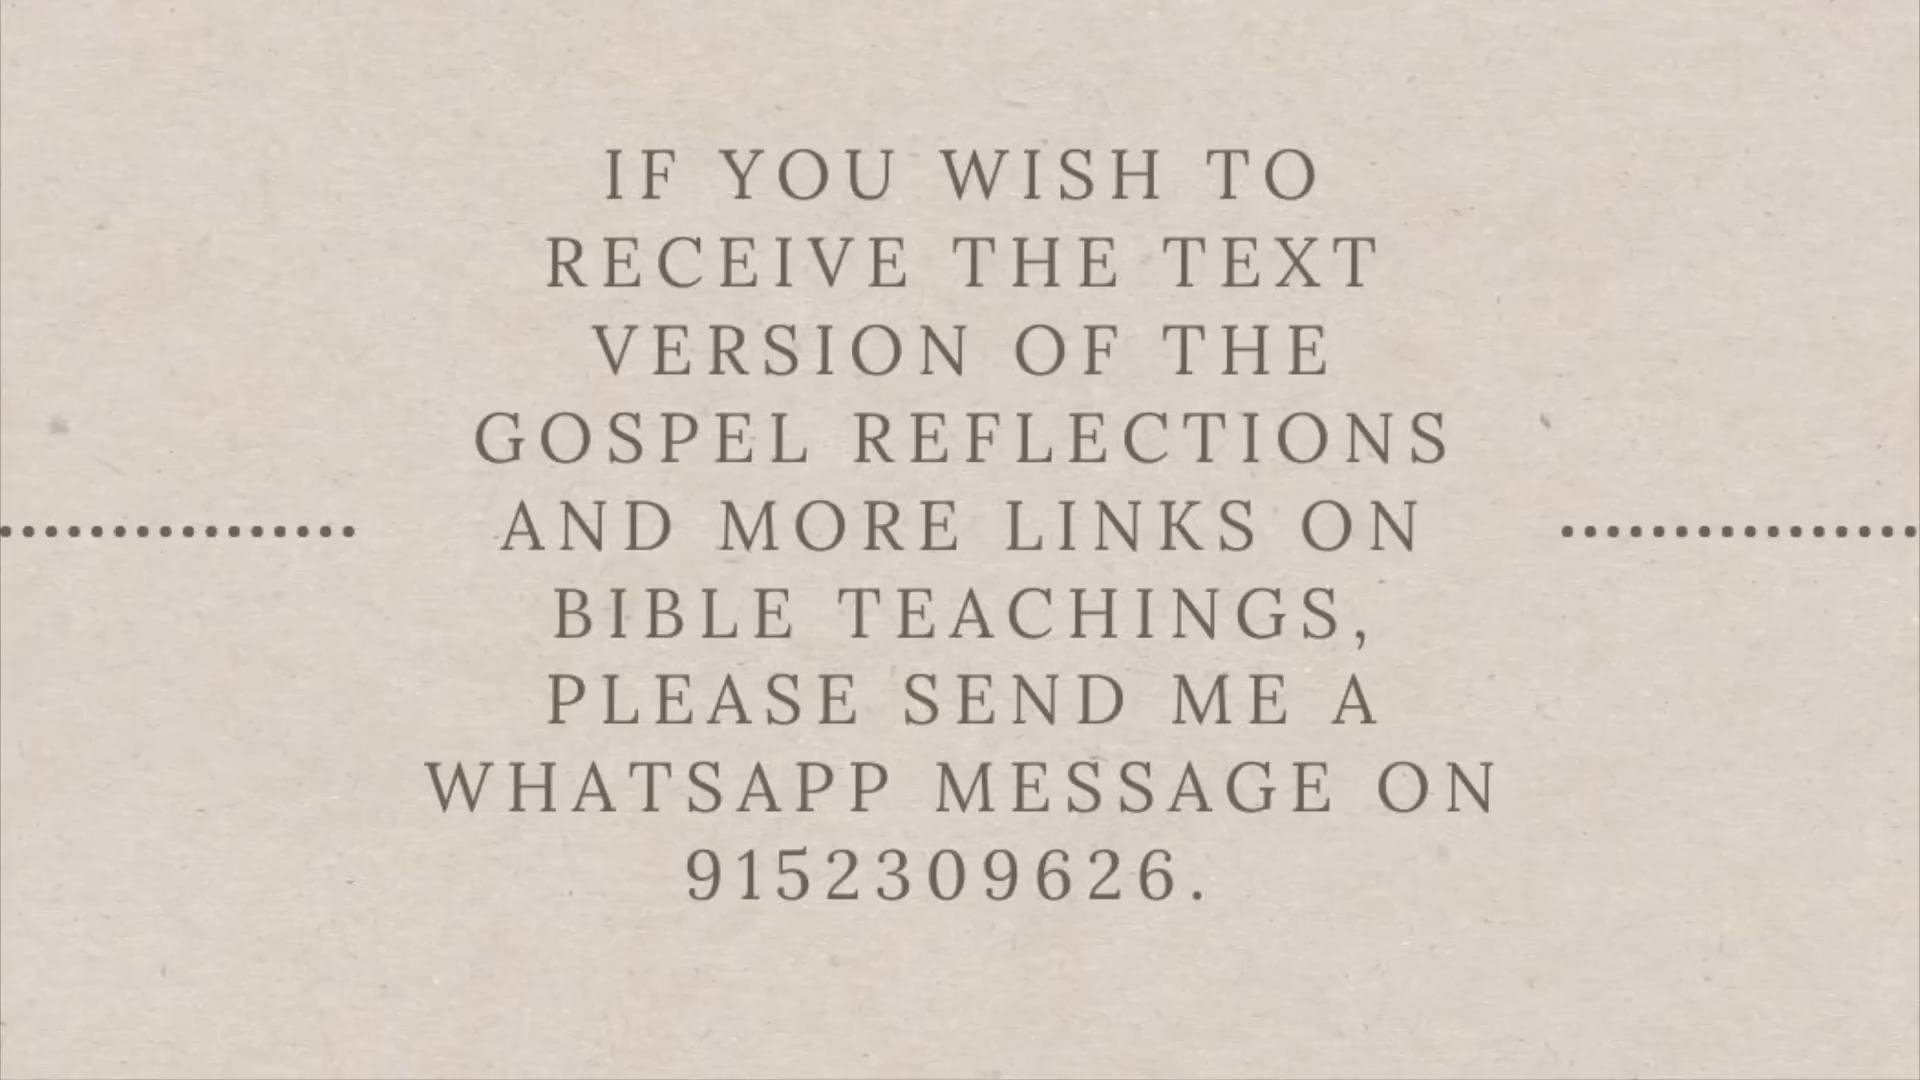 IF YOU WISH TO
RECEIVE THE TEXT
VERSION OF THE
GOSPEL REFLECTIONS
AND MORE LINKS ON
BIBLE TEACHINGS,
PLEASE SEND ME A
WHATSAPP MESSAGE ON
9152309626.